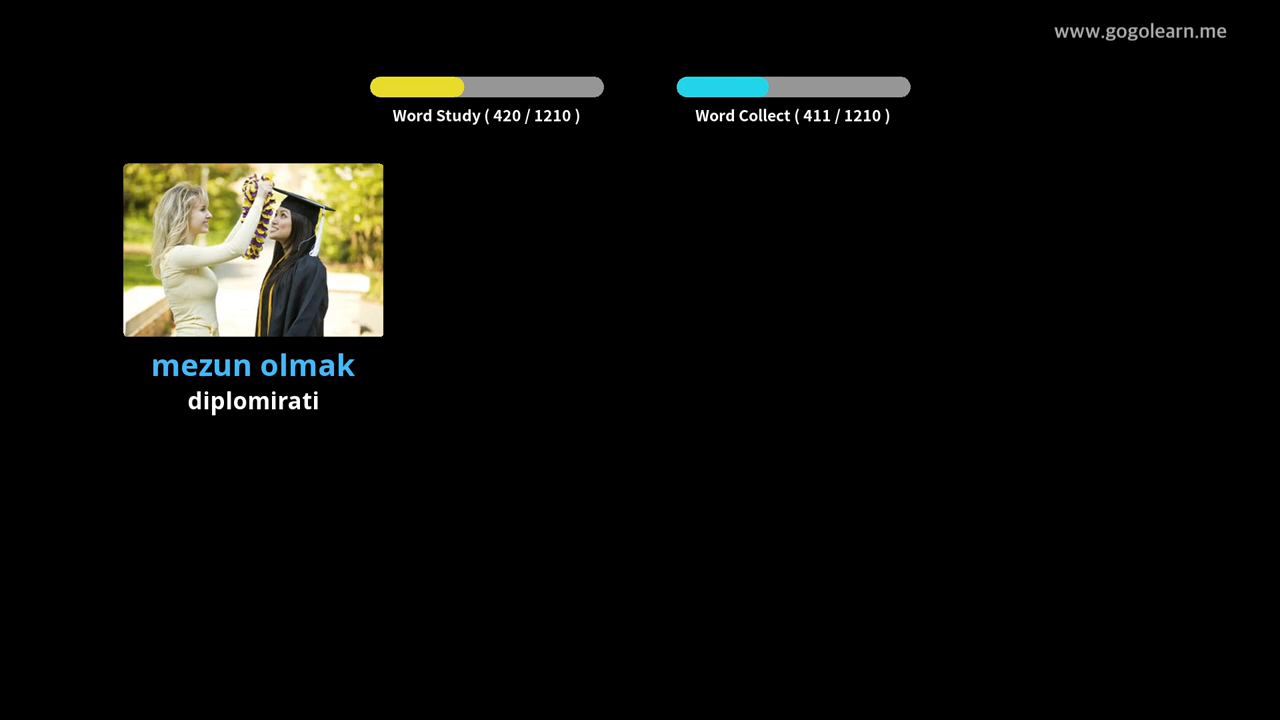 www.gogolearn.me
Word Study ( 420 / 1210 )
Word Collect ( 411 / 1210 )
mezun olmak
diplomirati